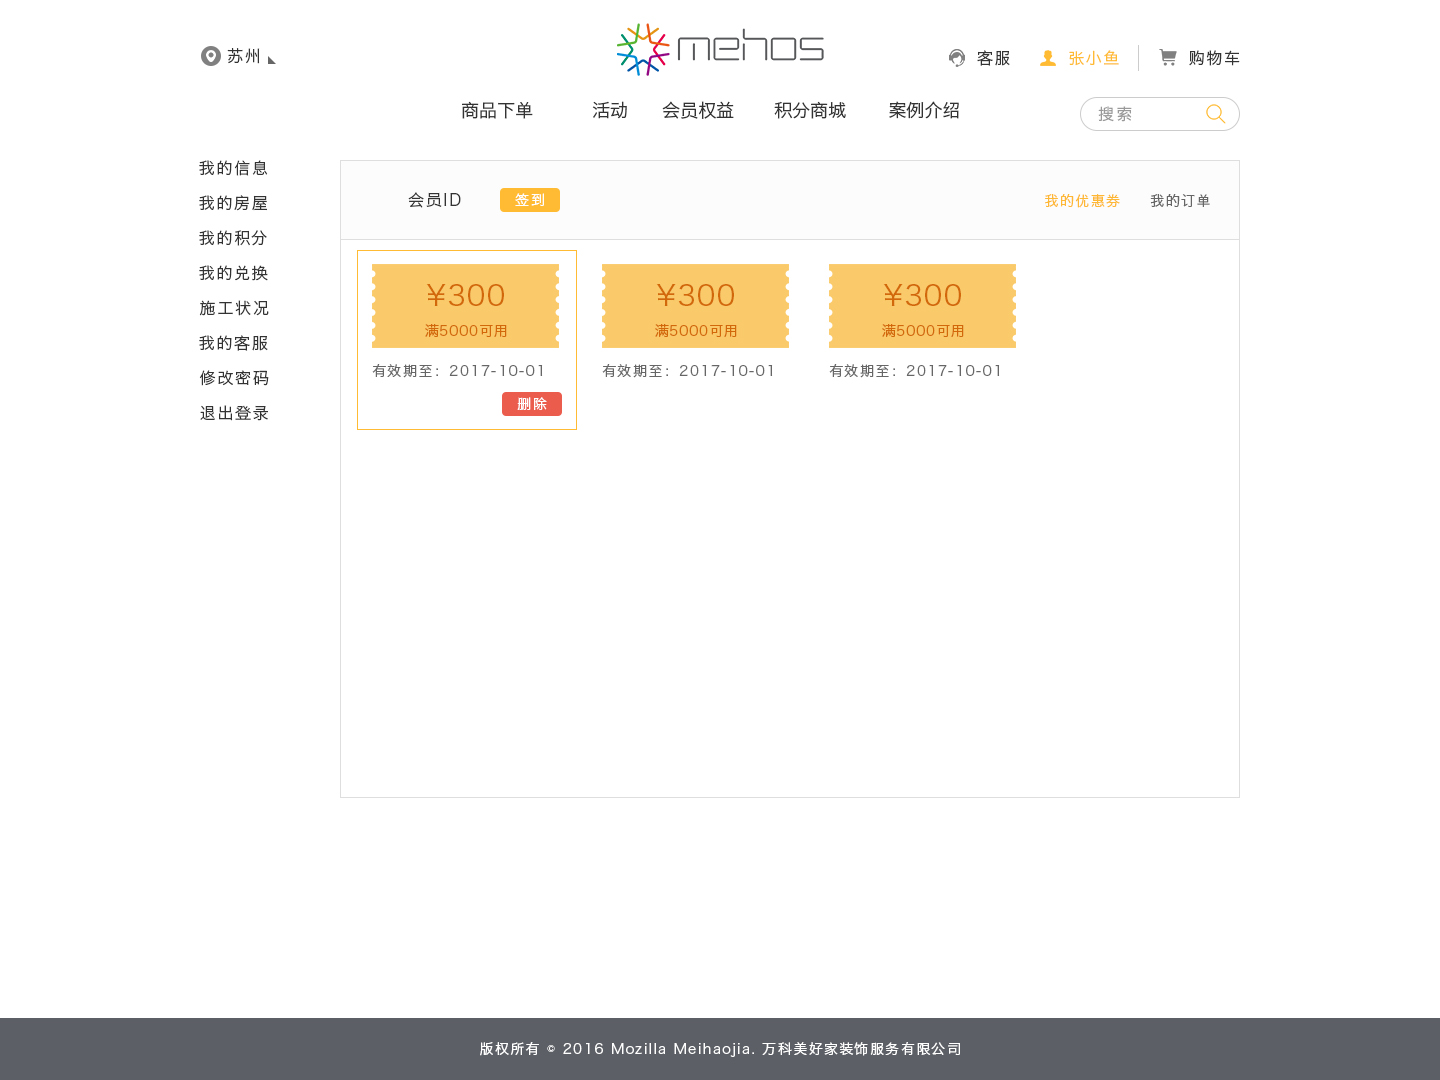 苏州
mehos
客服
张小鱼
购物车
商品下单 活动 会员权益 积分商城 案例介绍
搜索
我的信息
我的房屋
我的积分
我的兑换
施工状况
我的客服
修改密码
退出登录
会员ID
签到
我的优惠券
我的订单
¥300
满5000可用
有效期至：2017-10-01
删除
¥300
满5000可用
有效期至：2017-10-01
¥300
满5000可用
有效期至：2017-10-01
版权所有 © 2016 Mozilla Meihaojia. 万科美好家装饰服务有限公司